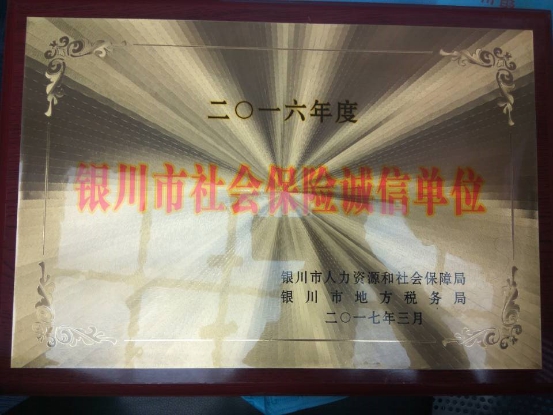 二〇一六年度
银川市社会保险诚信单位
银川市人力资源和社会保障局
银川市地方税务局
二〇一七年三月